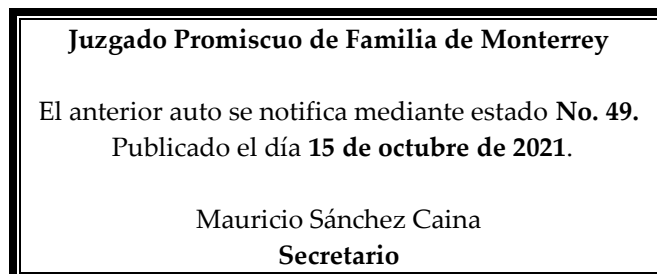 Juzgado Promiscuo de Familia de Monterrey
El anterior auto se notifica mediante estado No. 49.
Publicado el día 15 de octubre de 2021.
Mauricio Sánchez Caina
Secretario